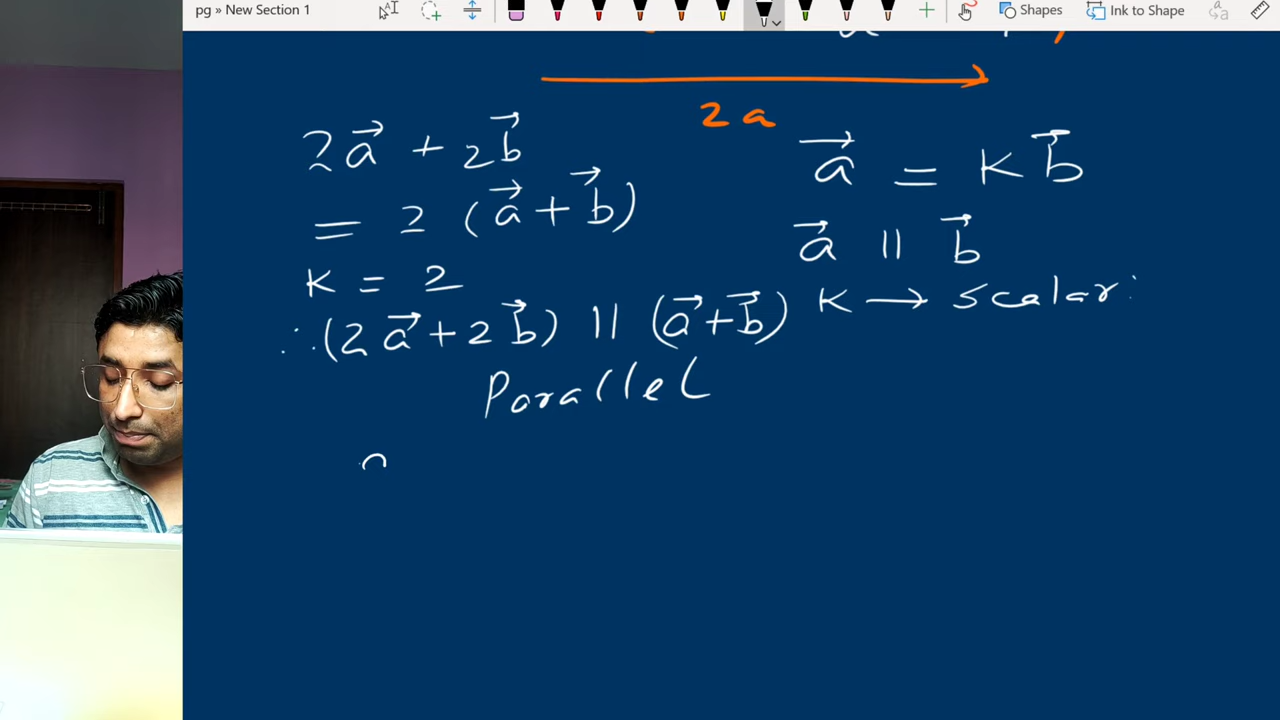 pg » New Section 1
Shapes
Ink to Shape
2a
2a⃗ + 2b⃗
= 2 (a⃗ + b⃗)
K = 2
∴ (2a⃗ + 2b⃗) || (a⃗ + b⃗)
Parallel
a⃗ = K b⃗
a⃗ || b⃗
K → scalar